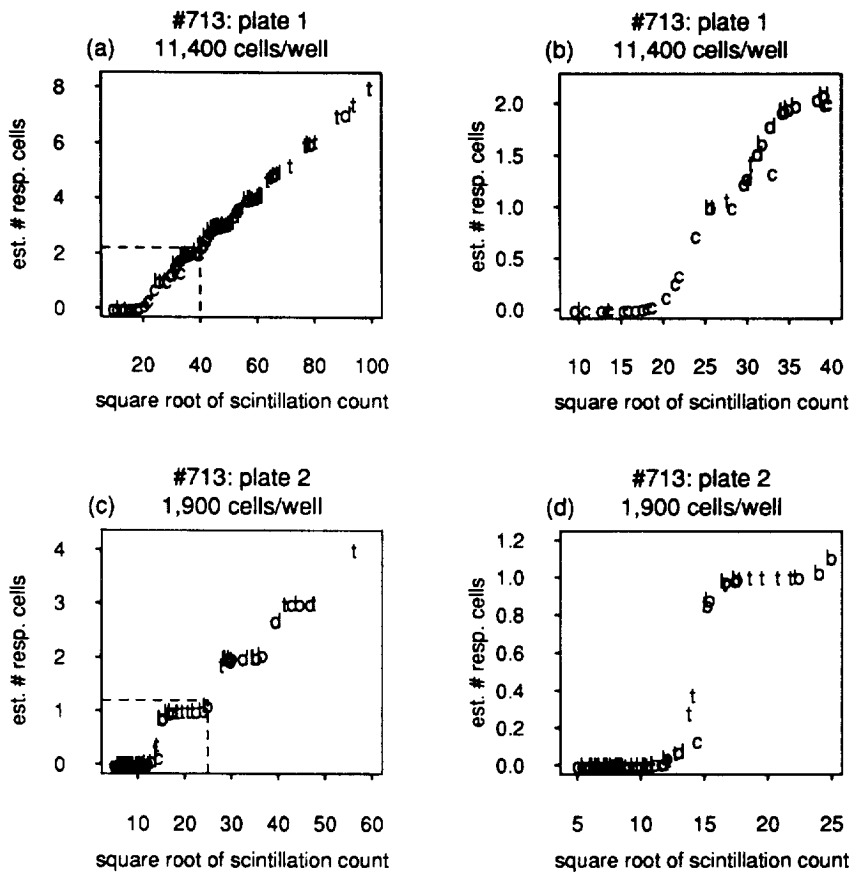 #713: plate 1
(a) 11,400 cells/well
est. # resp. cells
8
6
4
2
0
20 40 60 80 100
square root of scintillation count
#713: plate 1
(b) 11,400 cells/well
est. # resp. cells
2.0
1.5
1.0
0.5
0.0
10 15 20 25 30 35 40
square root of scintillation count
#713: plate 2
(c) 1,900 cells/well
est. # resp. cells
4
3
2
1
0
10 20 30 40 50 60
square root of scintillation count
#713: plate 2
(d) 1,900 cells/well
est. # resp. cells
1.2
1.0
0.8
0.6
0.4
0.2
0.0
5 10 15 20 25
square root of scintillation count